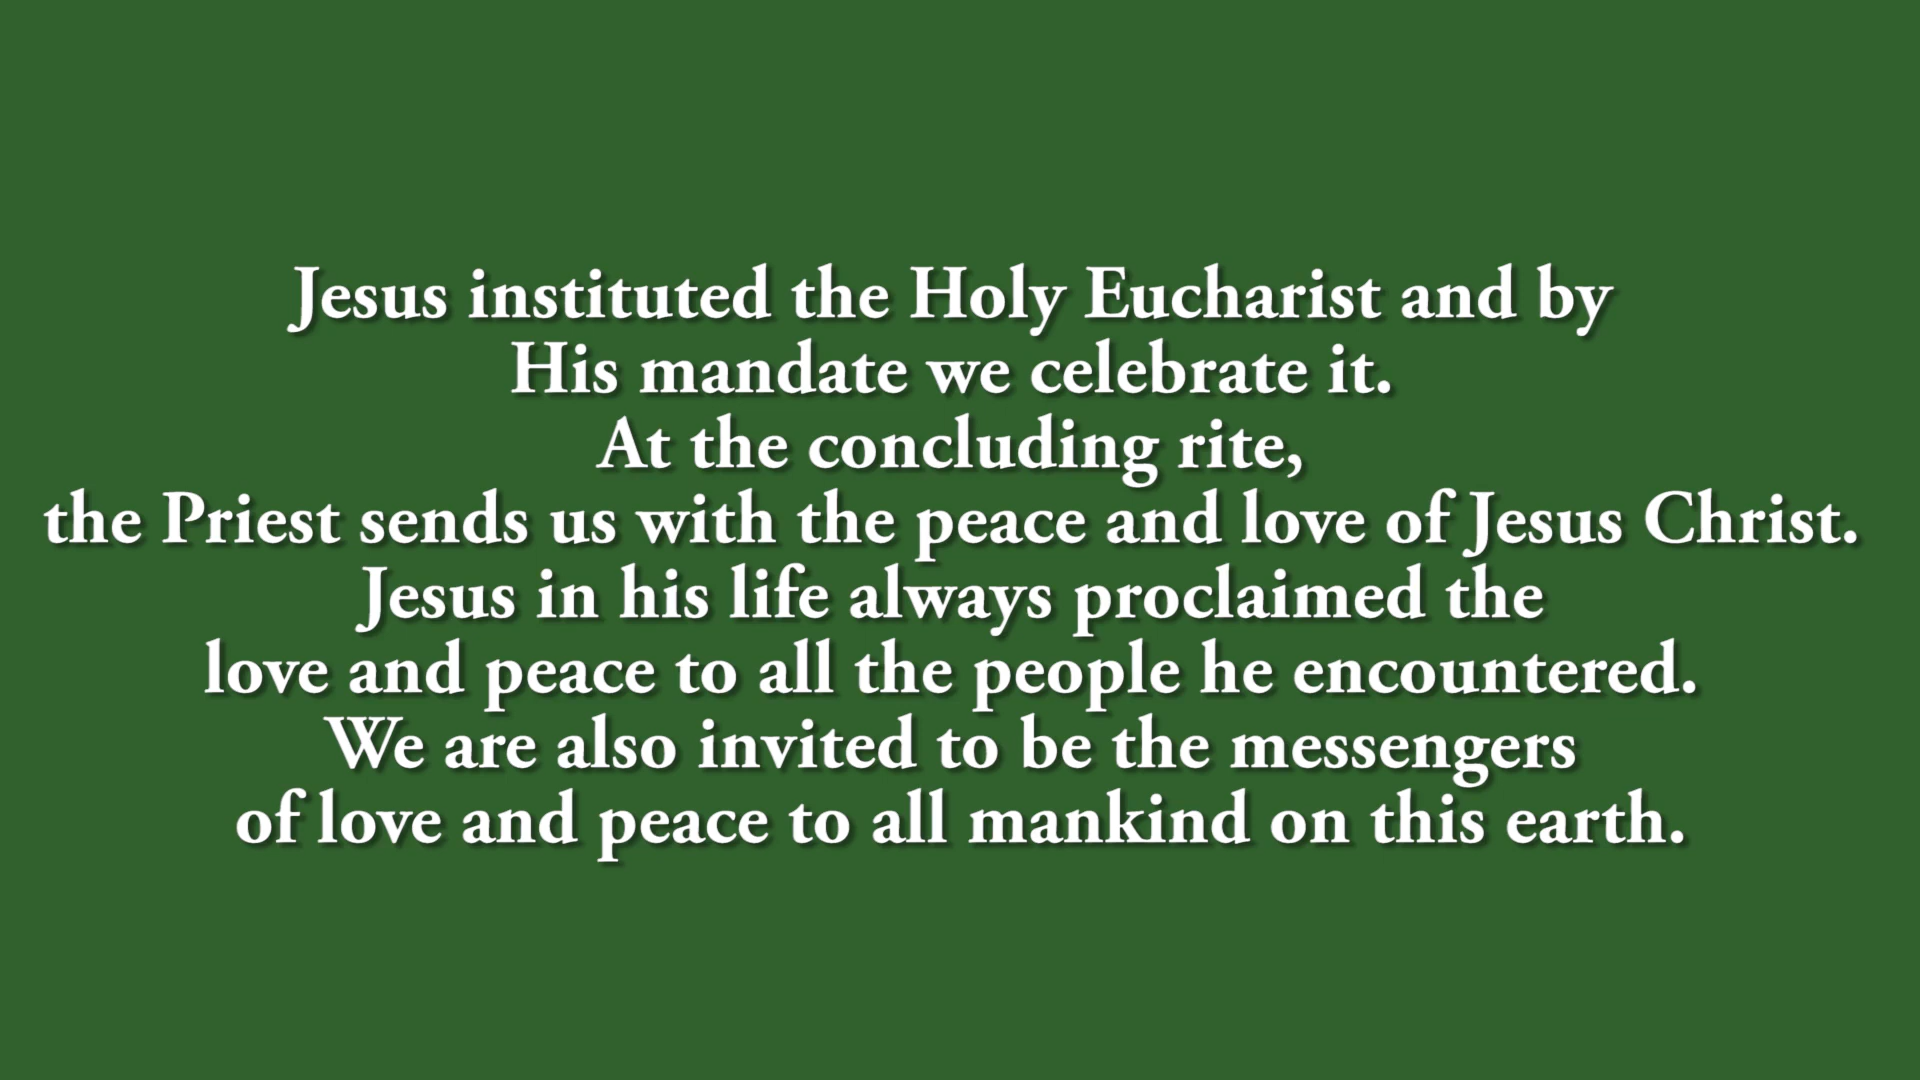 Jesus instituted the Holy Eucharist and by
His mandate we celebrate it.
At the concluding rite,
the Priest sends us with the peace and love of Jesus Christ.
Jesus in his life always proclaimed the
love and peace to all the people he encountered.
We are also invited to be the messengers
of love and peace to all mankind on this earth.